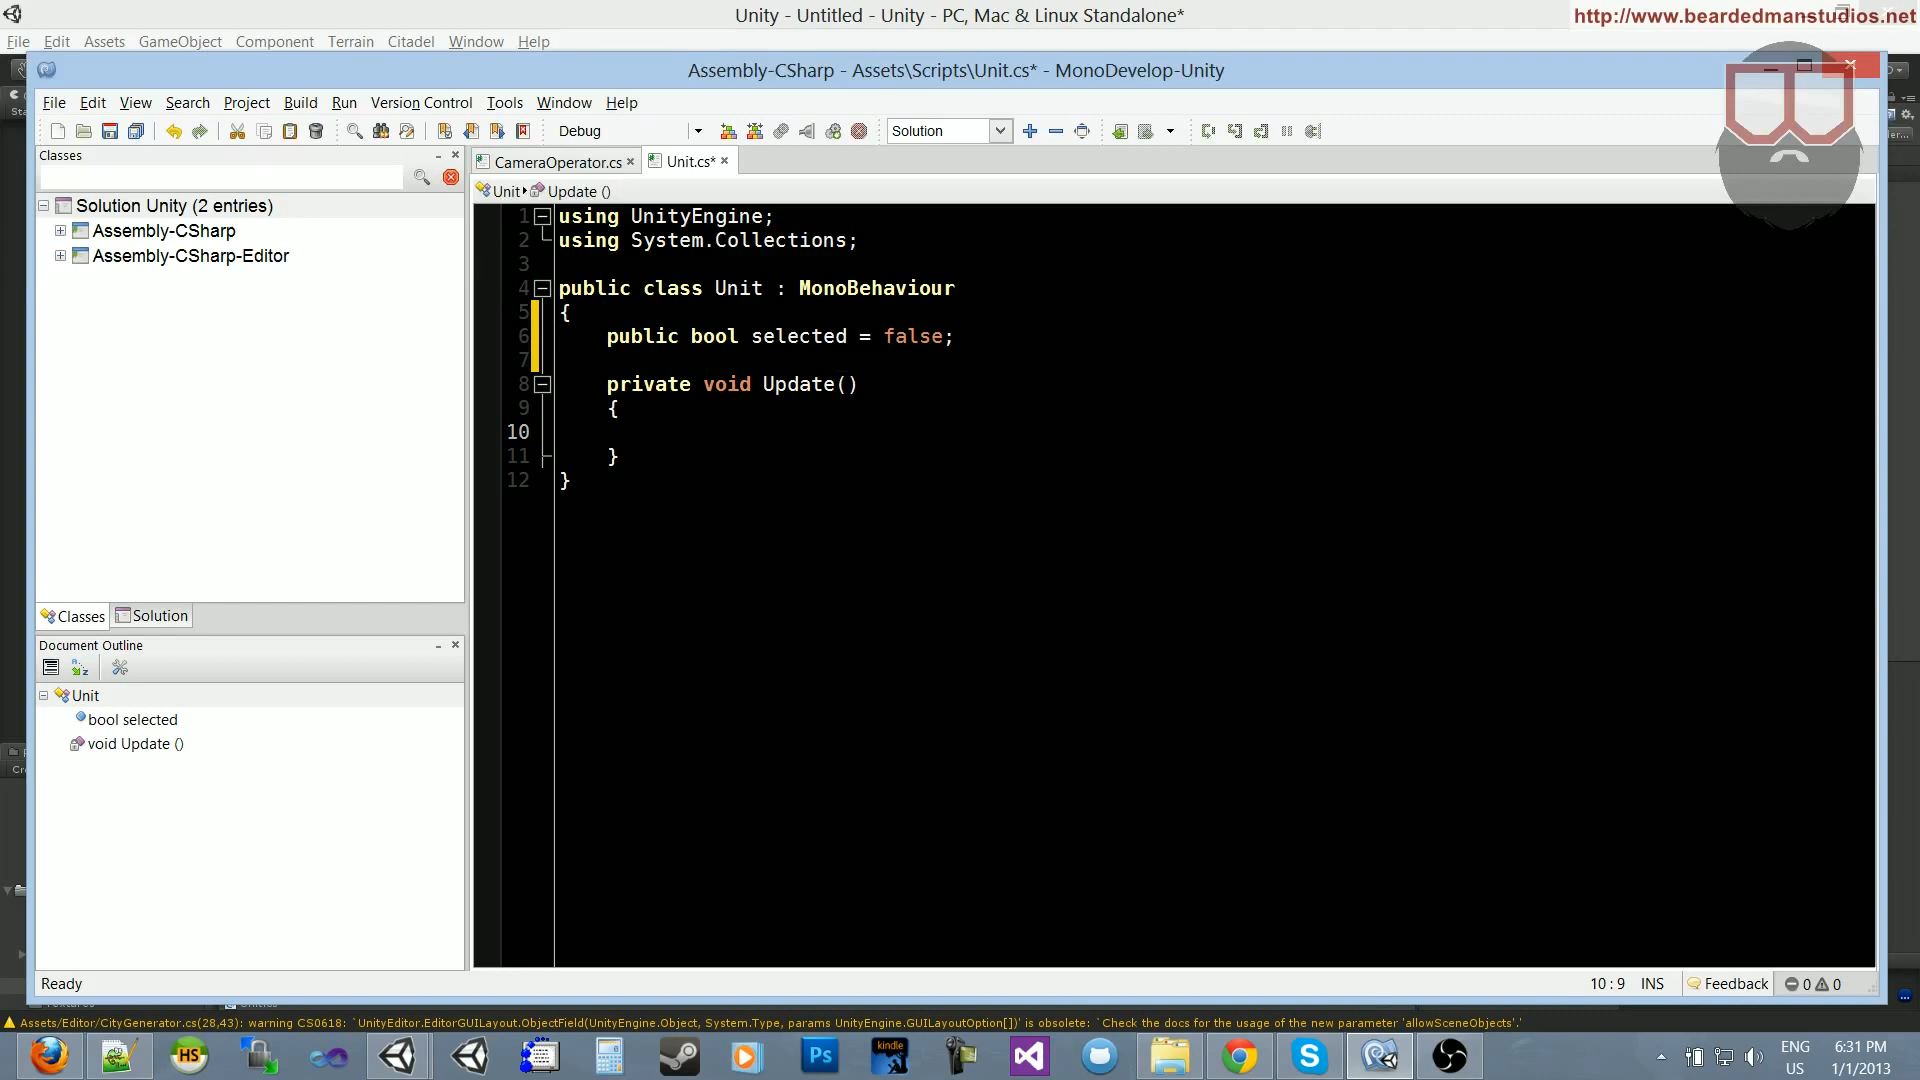 Unity - Untitled - Unity - PC, Mac & Linux Standalone*
http://www.beardedmanstudios.net
File Edit Assets GameObject Component Terrain Citadel Window Help
Assembly-CSharp - Assets\Scripts\Unit.cs* - MonoDevelop-Unity
File Edit View Search Project Build Run Version Control Tools Window Help
Debug
Solution
Classes
CameraOperator.cs
Unit.cs*
Unit
Update ()
Solution Unity (2 entries)
Assembly-CSharp
Assembly-CSharp-Editor
1 using UnityEngine;
2 using System.Collections;
3
4 public class Unit : MonoBehaviour
5 {
6 public bool selected = false;
7
8 private void Update()
9 {
10
11 }
12 }
Classes
Solution
Document Outline
Unit
bool selected
void Update ()
Ready
10 : 9
INS
Feedback
0
0
Assets/Editor/CityGenerator.cs(28,43): warning CS0618: `UnityEditor.EditorGUILayout.ObjectField(UnityEngine.Object, System.Type, params UnityEngine.GUILayoutOption[])' is obsolete: `Check the docs for the usage of the new parameter 'allowSceneObjects'.'
HS
Ps
kindle
ENG
US
6:31 PM
1/1/2013